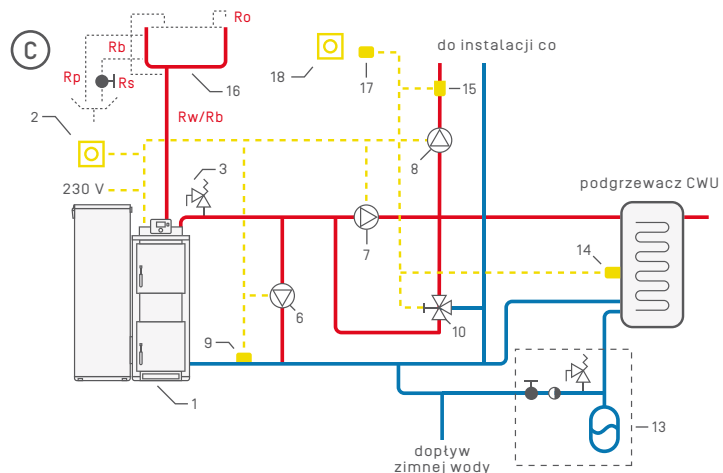 C
Ro
Rb
Rp
Rs
16
Rw/Rb
18
17
do instalacji co
15
2
230 V
3
8
podgrzewacz CWU
7
14
6
9
10
1
13
dopływ
zimnej wody